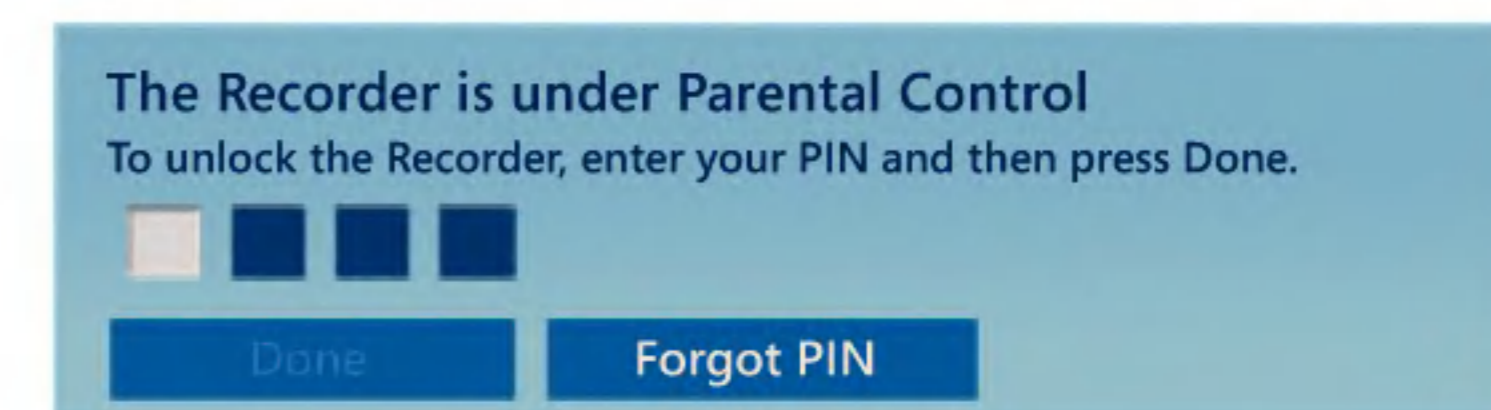 The Recorder is under Parental Control
To unlock the Recorder, enter your PIN and then press Done.
Done
Forgot PIN